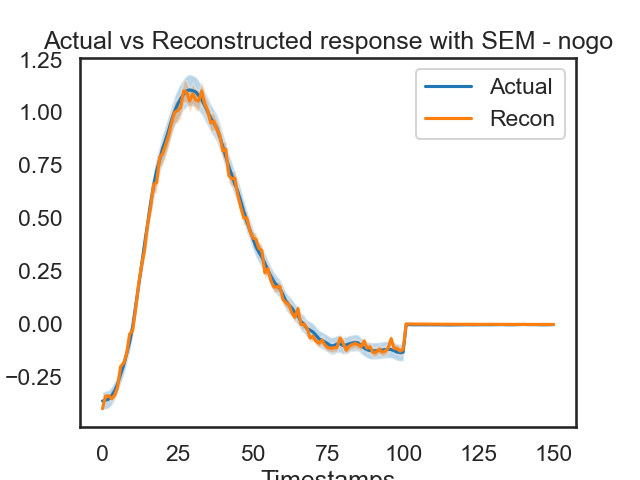 Actual vs Reconstructed response with SEM - nogo
1.25
1.00
0.75
0.50
0.25
0.00
−0.25
Actual
Recon
0 25 50 75 100 125 150
Timestamps